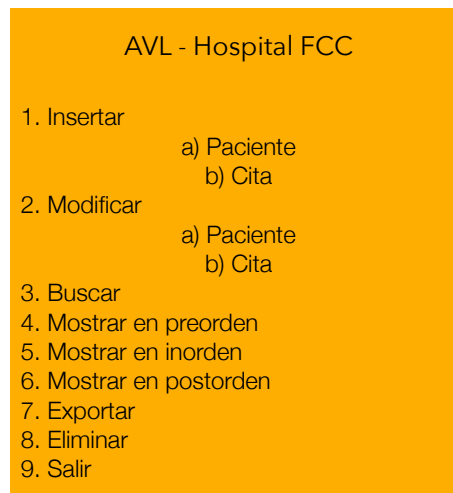 AVL - Hospital FCC
1. Insertar
a) Paciente
b) Cita
2. Modificar
a) Paciente
b) Cita
3. Buscar
4. Mostrar en preorden
5. Mostrar en inorden
6. Mostrar en postorden
7. Exportar
8. Eliminar
9. Salir